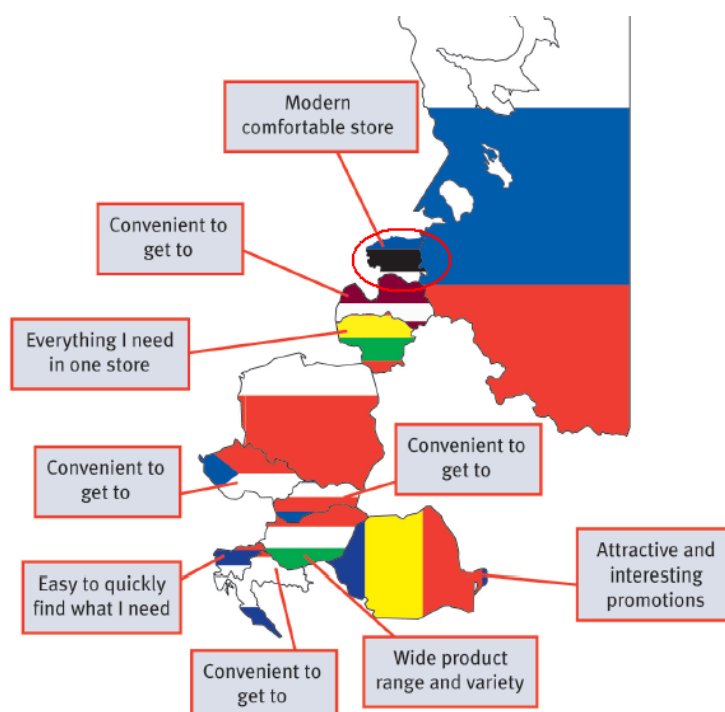 Modern
comfortable store
Convenient to
get to
Everything I need
in one store
Convenient to
get to
Convenient to
get to
Easy to quickly
find what I need
Attractive and
interesting
promotions
Convenient to
get to
Wide product
range and variety